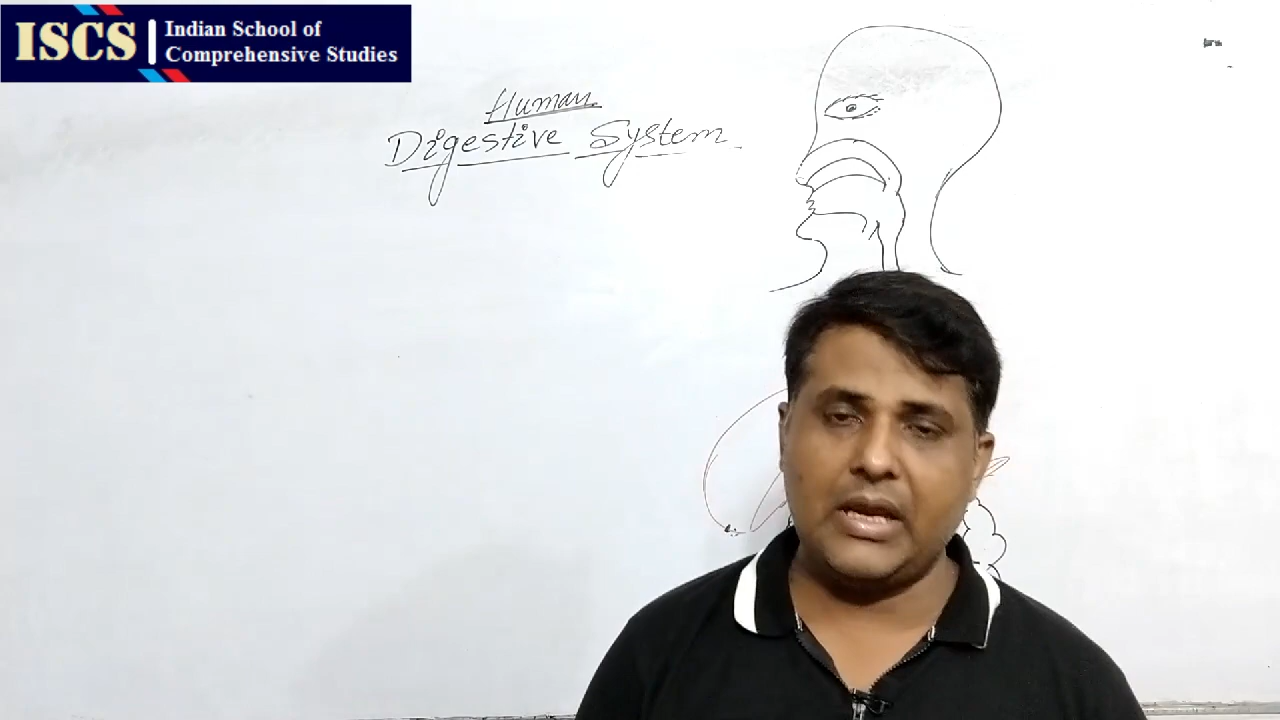 ISCS
Indian School of
Comprehensive Studies
Human
Digestive System